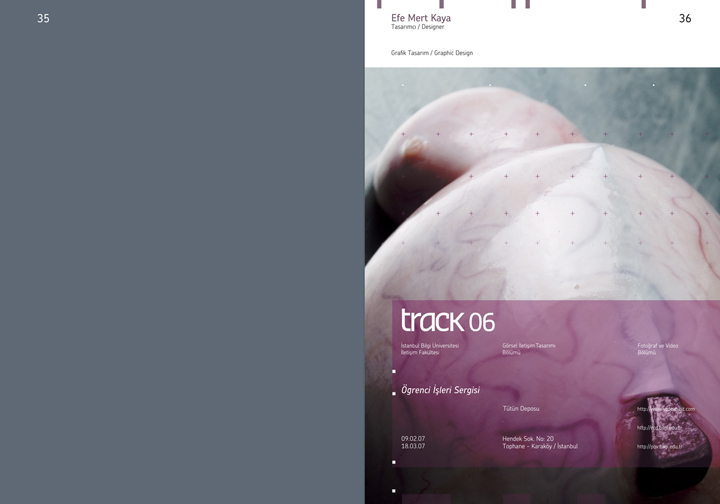 35
Efe Mert Kaya
Tasarımcı / Designer
36
Grafik Tasarım / Graphic Design
track 06
İstanbul Bilgi Üniversitesi
İletişim Fakültesi
Görsel İletişim Tasarımı
Bölümü
Fotoğraf ve Video
Bölümü
Öğrenci İşleri Sergisi
Tütün Deposu
09.02.07
18.03.07
Hendek Sok. No: 20
Tophane – Karaköy / İstanbul